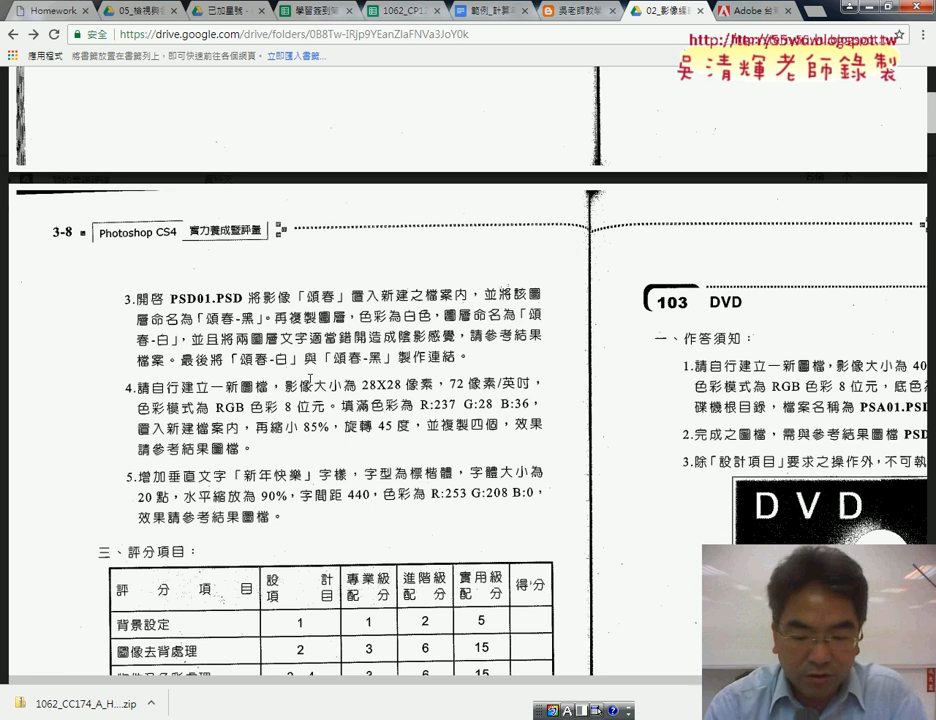 Homework
05_檢視與
已加星號 -
學習簽到簿
1062_CP1
範例_計算
吳老師教學
02_影像編
Adobe 台
安全 https://drive.google.com/drive/folders/0B8Tw-IRjp9YEanZlaFNVa3JoY0k
應用程式 將書籤放置在書籤列上，即可快速前往各個網頁。 立即匯入書籤...
吳清輝老師錄製
3-8 Photoshop CS4 實力養成暨評量
3.開啓 PSD01.PSD 將影像「頌春」置入新建之檔案內，並將該圖
層命名為「頌春-黑」。再複製圖層，色彩為白色，圖層命名為「頌
春-白」，並且將兩圖層文字適當錯開造成陰影感覺，請參考結果
檔案。最後將「頌春-白」與「頌春-黑」製作連結。
4.請自行建立一新圖檔，影像大小為 28X28 像素，72 像素/英吋，
色彩模式為 RGB 色彩 8 位元。填滿色彩為 R:237 G:28 B:36，
置入新建檔案內，再縮小 85%，旋轉 45 度，並複製四個，效果
請參考結果圖檔。
5.增加垂直文字「新年快樂」字樣，字型為標楷體，字體大小為
20 點，水平縮放為 90%，字間距 440，色彩為 R:253 G:208 B:0，
效果請參考結果圖檔。
三、評分項目：
評分項目 設計項目 專業級配分 進階級配分 實用級配分 得分
背景設定 1 1 2 5
圖像去背處理 2 3 6 15
103 DVD
一、作答須知：
1.請自行建立一新圖檔，影像大小為 40
色彩模式為 RGB 色彩 8 位元，底色
碟機根目錄，檔案名稱為 PSA01.PSD
2.完成之圖檔，需與參考結果圖檔 PSD
3.除「設計項目」要求之操作外，不可執
DVD
1062_CC174_A_H....zip